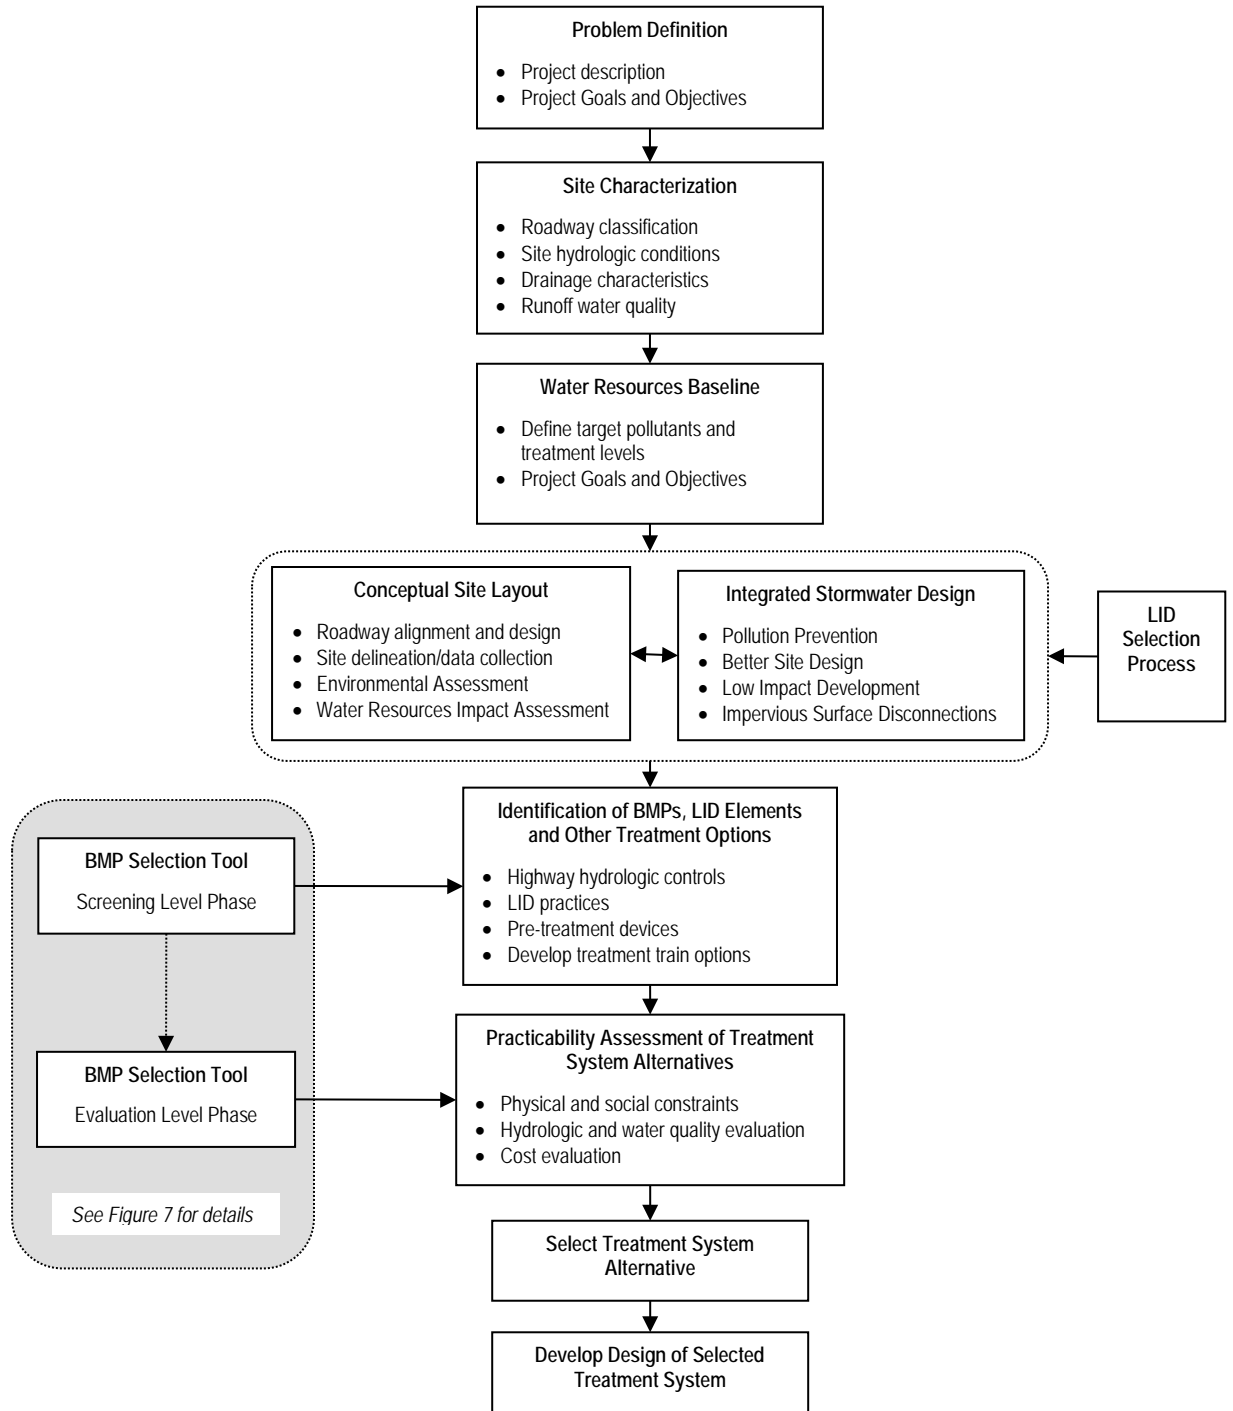 Problem Definition
• Project description
• Project Goals and Objectives
Site Characterization
• Roadway classification
• Site hydrologic conditions
• Drainage characteristics
• Runoff water quality
Water Resources Baseline
• Define target pollutants and
treatment levels
• Project Goals and Objectives
Conceptual Site Layout
• Roadway alignment and design
• Site delineation/data collection
• Environmental Assessment
• Water Resources Impact Assessment
Integrated Stormwater Design
• Pollution Prevention
• Better Site Design
• Low Impact Development
• Impervious Surface Disconnections
LID
Selection
Process
Identification of BMPs, LID Elements
and Other Treatment Options
• Highway hydrologic controls
• LID practices
• Pre-treatment devices
• Develop treatment train options
BMP Selection Tool
Screening Level Phase
BMP Selection Tool
Evaluation Level Phase
See Figure 7 for details
Practicability Assessment of Treatment
System Alternatives
• Physical and social constraints
• Hydrologic and water quality evaluation
• Cost evaluation
Select Treatment System
Alternative
Develop Design of Selected
Treatment System